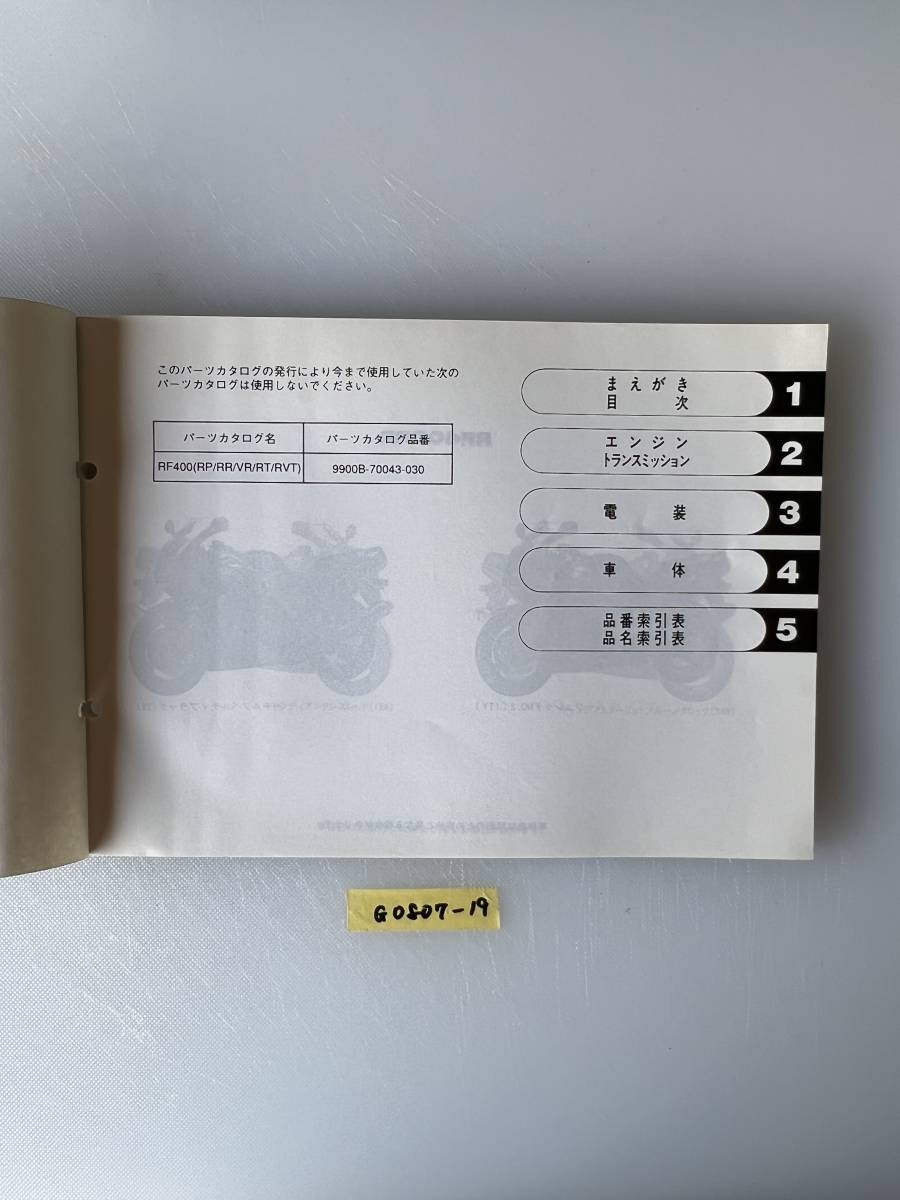 このパーツカタログの発行により今まで使用していた次の
パーツカタログは使用しないでください。
パーツカタログ名 パーツカタログ品番
RF400(RP/RR/VR/RT/RVT) 9900B-70043-030
まえがき
目次
1
エンジン
トランスミッション
2
電装
3
車体
4
品番索引表
品名索引表
5
G0807-19